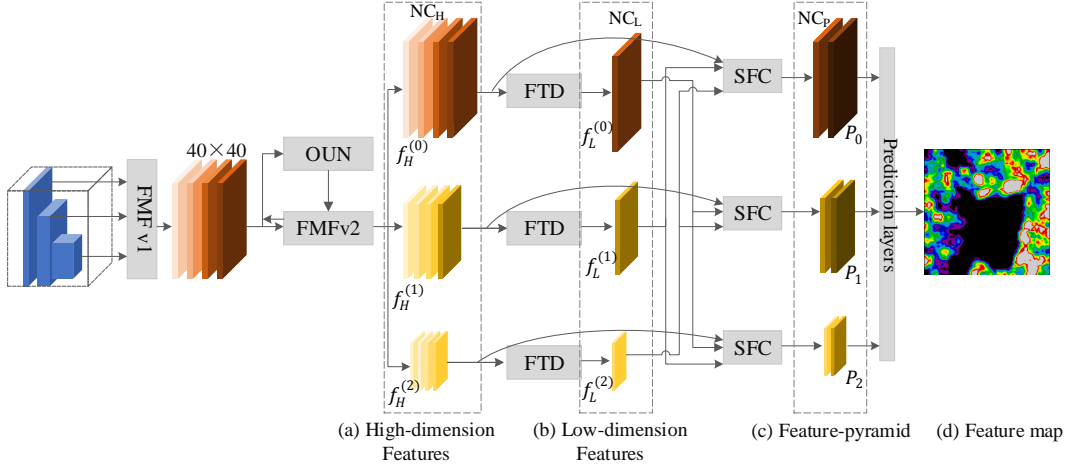 NC_H
NC_L
NC_P
40×40
FMF v1
OUN
FMFv2
f_H^(0)
f_H^(1)
f_H^(2)
FTD
FTD
FTD
f_L^(0)
f_L^(1)
f_L^(2)
SFC
SFC
SFC
P_0
P_1
P_2
Prediction layers
(a) High-dimension
Features
(b) Low-dimension
Features
(c) Feature-pyramid
(d) Feature map